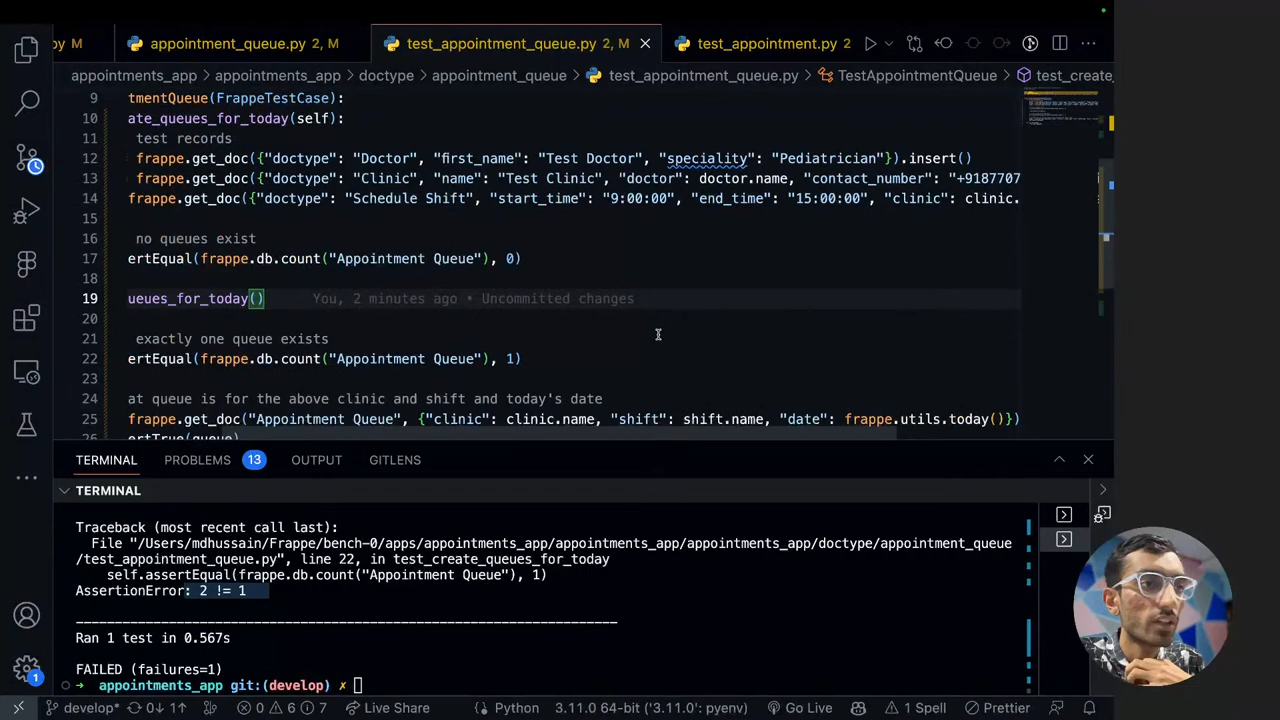 py M
appointment_queue.py 2, M
test_appointment_queue.py 2, M
test_appointment.py 2
appointments_app > appointments_app > doctype > appointment_queue > test_appointment_queue.py > TestAppointmentQueue > test_create_
9 tmentQueue(FrappeTestCase):
10 ate_queues_for_today(self):
11 test records
12 frappe.get_doc({"doctype": "Doctor", "first_name": "Test Doctor", "speciality": "Pediatrician"}).insert()
13 frappe.get_doc({"doctype": "Clinic", "name": "Test Clinic", "doctor": doctor.name, "contact_number": "+9187707
14 frappe.get_doc({"doctype": "Schedule Shift", "start_time": "9:00:00", "end_time": "15:00:00", "clinic": clinic.
15
16 no queues exist
17 ertEqual(frappe.db.count("Appointment Queue"), 0)
18
19 ueues_for_today() You, 2 minutes ago • Uncommitted changes
20
21 exactly one queue exists
22 ertEqual(frappe.db.count("Appointment Queue"), 1)
23
24 at queue is for the above clinic and shift and today's date
25 frappe.get_doc("Appointment Queue", {"clinic": clinic.name, "shift": shift.name, "date": frappe.utils.today()})
26 ertTrue(queue)
TERMINAL PROBLEMS 13 OUTPUT GITLENS
TERMINAL
Traceback (most recent call last):
File "/Users/mdhussain/Frappe/bench-0/apps/appointments_app/appointments_app/appointments_app/doctype/appointment_queue
/test_appointment_queue.py", line 22, in test_create_queues_for_today
self.assertEqual(frappe.db.count("Appointment Queue"), 1)
AssertionError: 2 != 1
----------------------------------------------------------------------
Ran 1 test in 0.567s
FAILED (failures=1)
➜ appointments_app git:(develop) ✗
1
develop* 0↓ 1↑ 0 6 7 Live Share Python 3.11.0 64-bit ('3.11.0': pyenv) Go Live 1 Spell Prettier